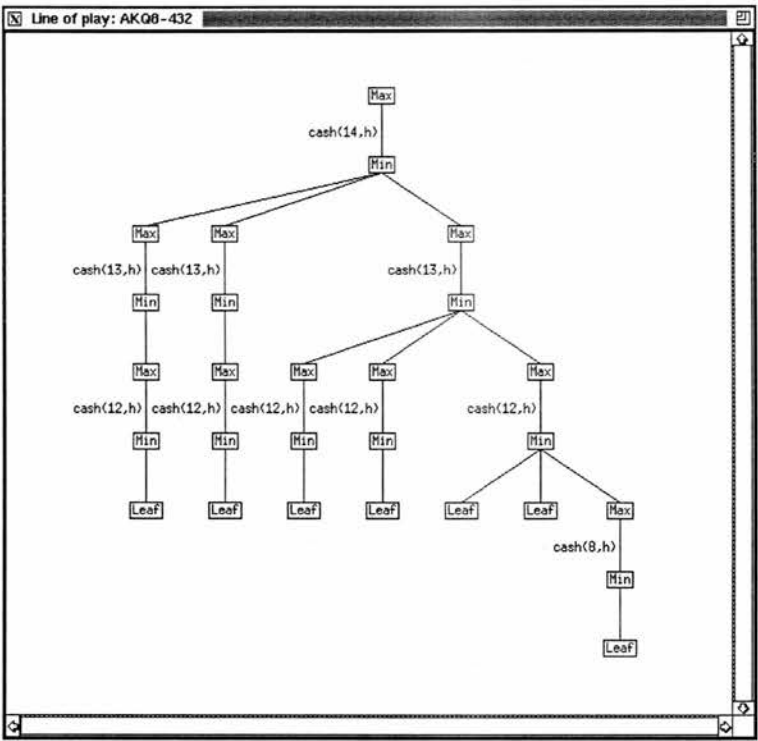 X Line of play: AKQ8-432
Max
cash(14,h)
Min
Max Max Max
cash(13,h) cash(13,h) cash(13,h)
Min Min Min
Max Max Max Max Max
cash(12,h) cash(12,h) cash(12,h) cash(12,h) cash(12,h)
Min Min Min Min Min
Leaf Leaf Leaf Leaf Leaf Leaf Max
cash(8,h)
Min
Leaf